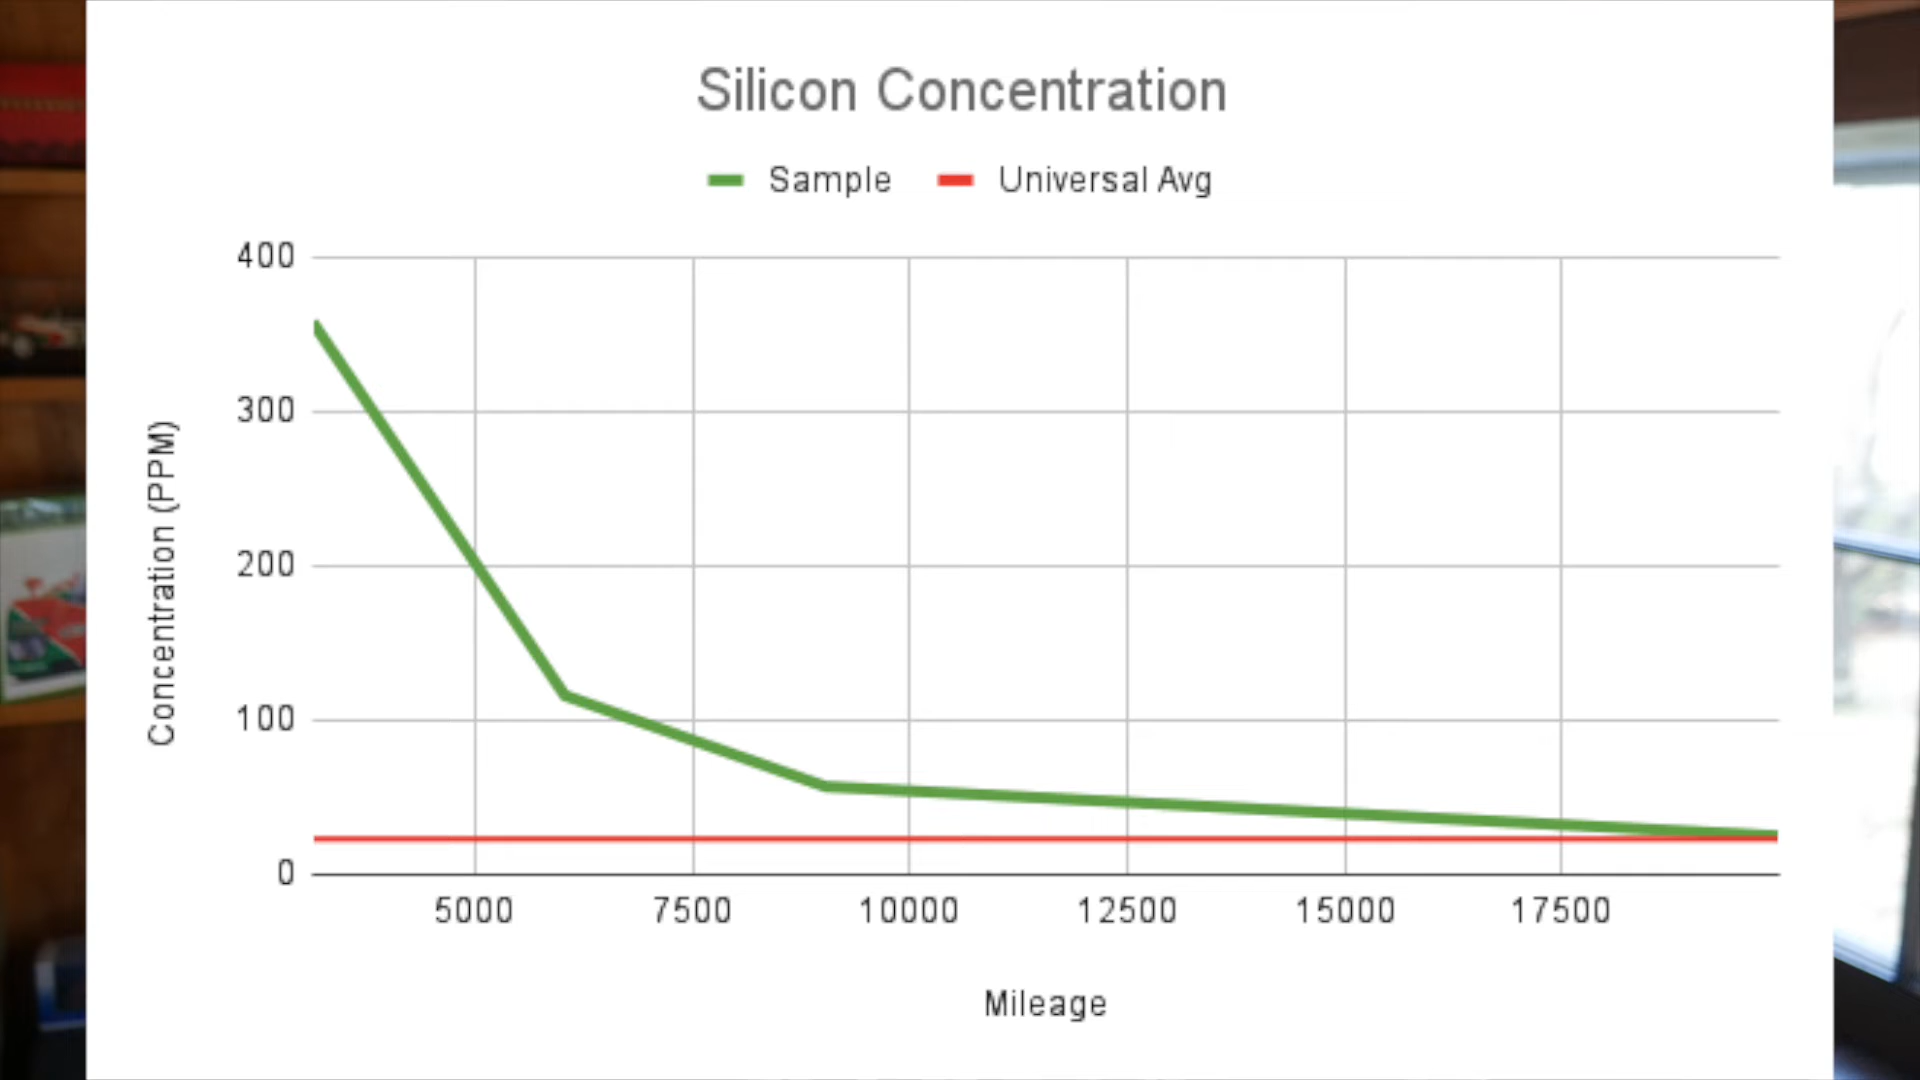 Silicon Concentration
Sample Universal Avg
400
300
200
100
0
Concentration (PPM)
5000 7500 10000 12500 15000 17500
Mileage